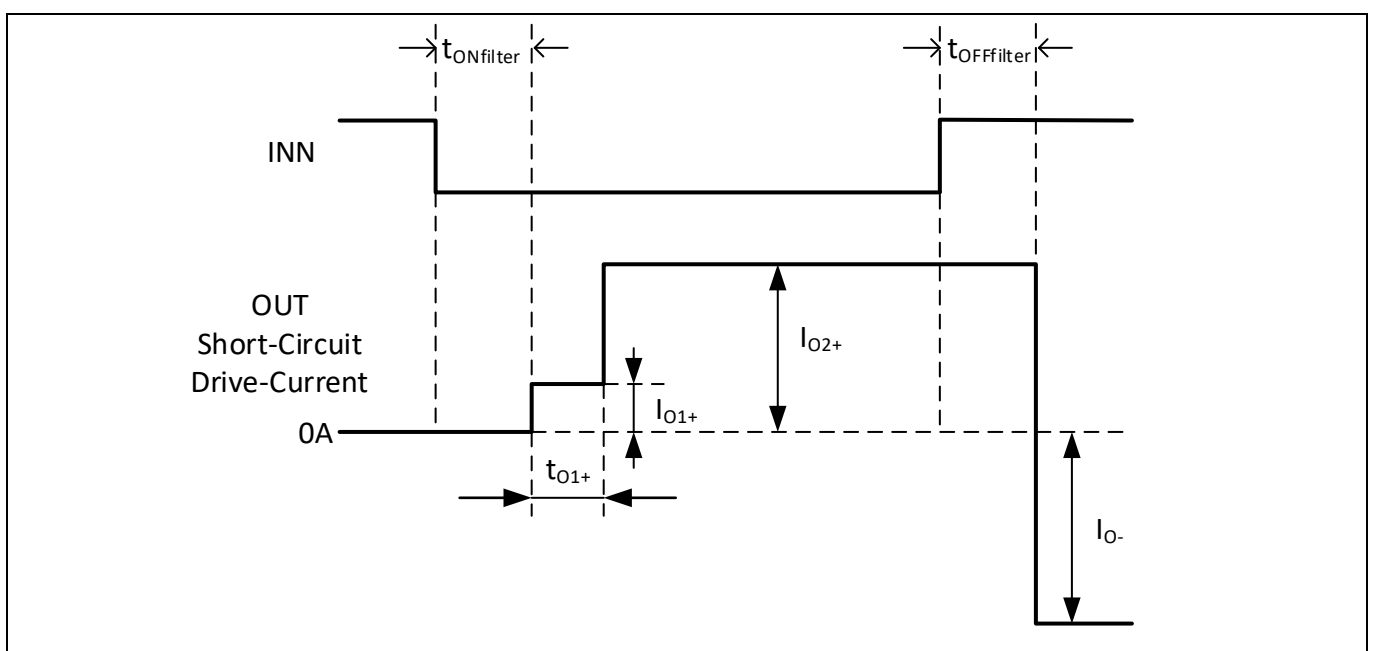 tONfilter
tOFFfilter
INN
OUT
Short-Circuit
Drive-Current
0A
IO2+
IO1+
tO1+
IO-